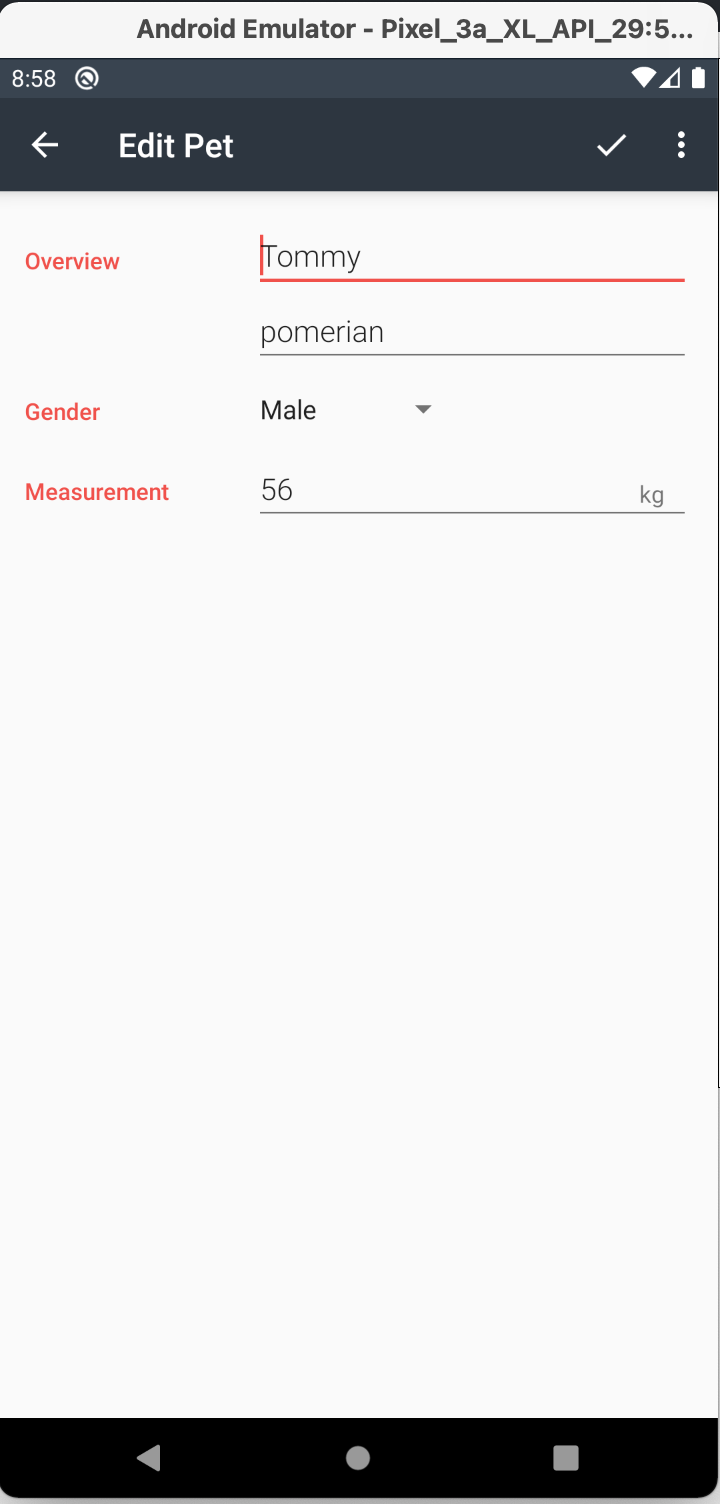 Android Emulator - Pixel_3a_XL_API_29:5...
8:58
Edit Pet
Overview Tommy
pomerian
Gender Male
Measurement 56 kg